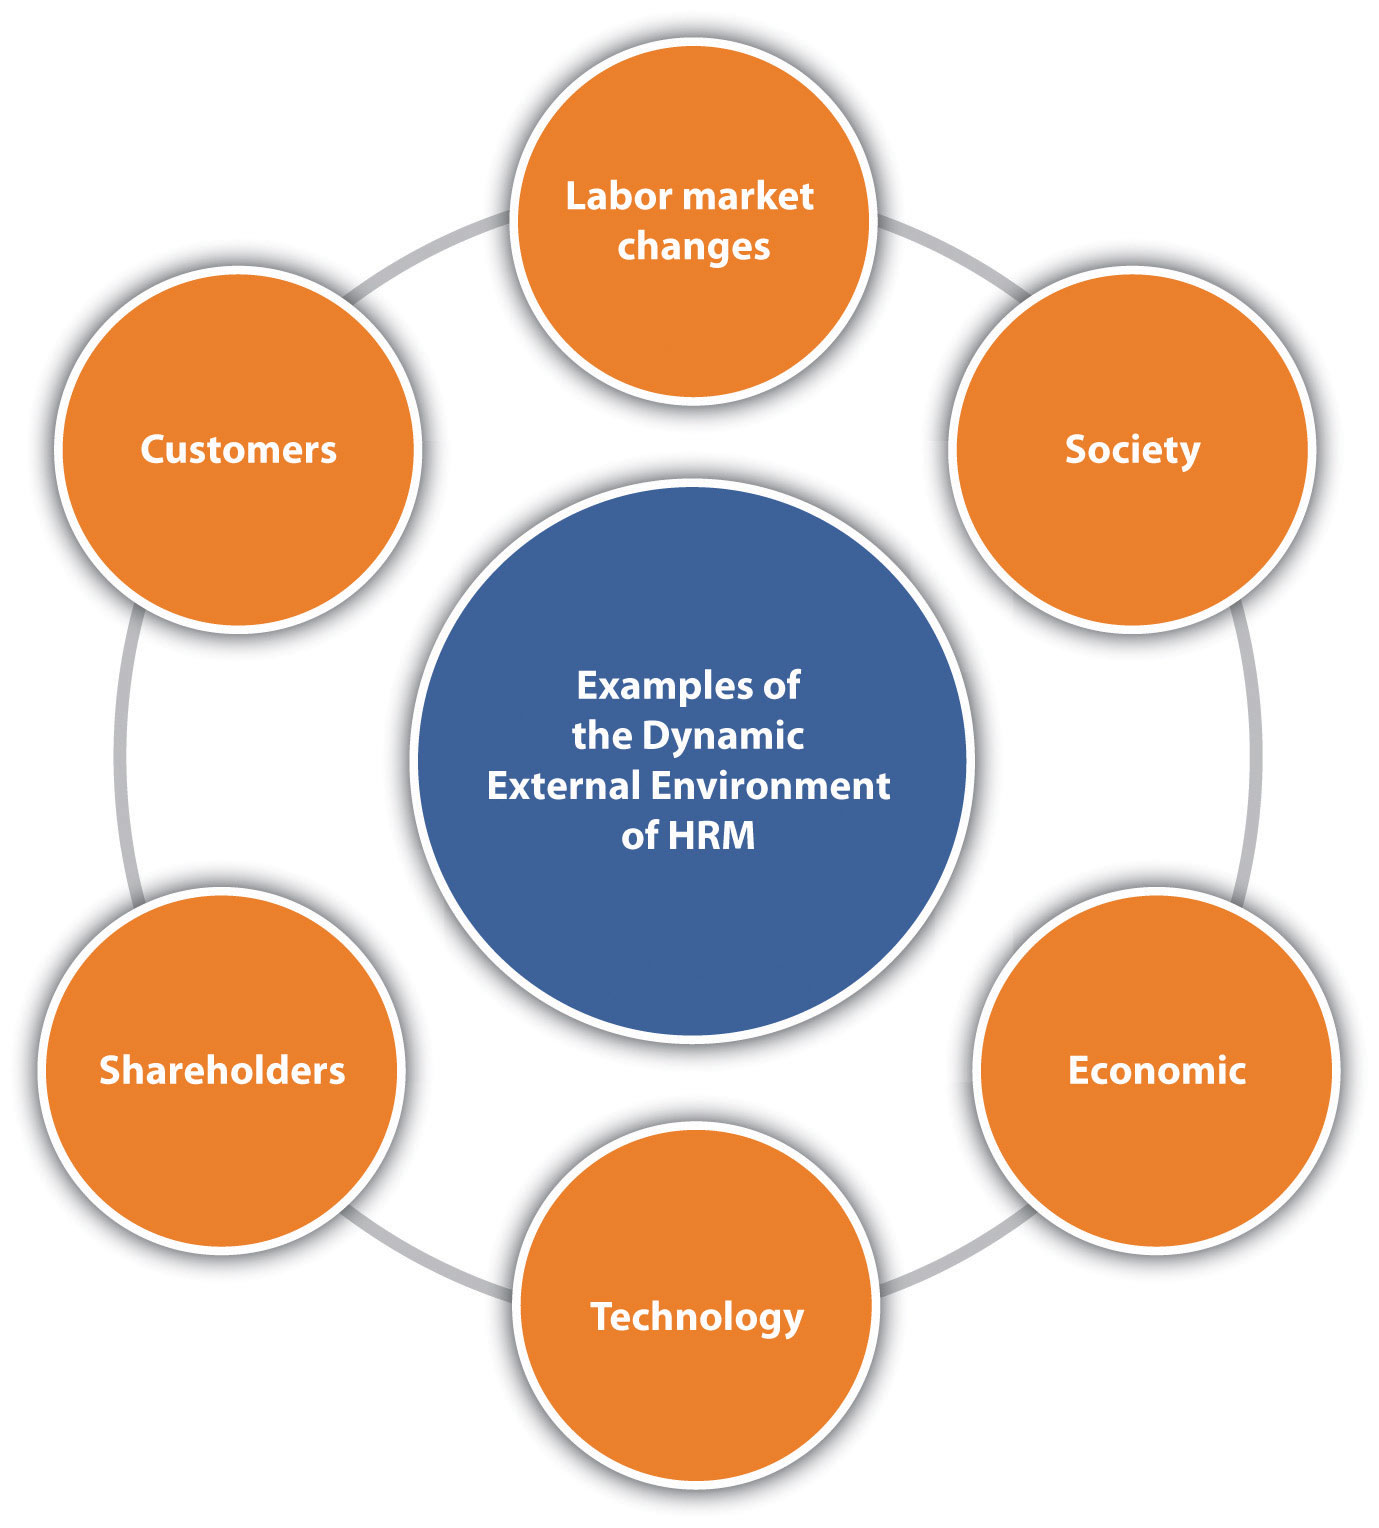 Labor market
changes
Customers
Society
Examples of
the Dynamic
External Environment
of HRM
Shareholders
Economic
Technology